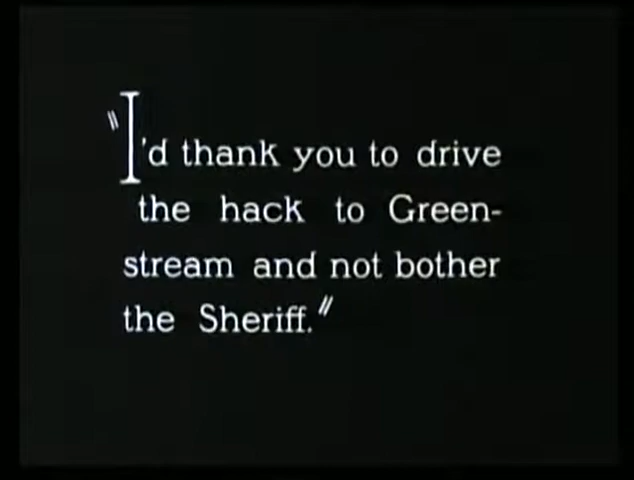 "I'd thank you to drive
the hack to Green-
stream and not bother
the Sheriff."